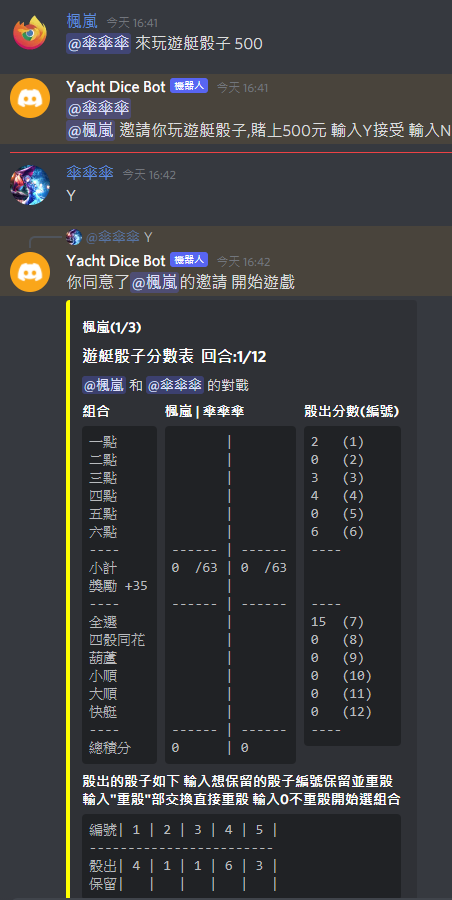 楓嵐 今天 16:41
@傘傘傘 來玩遊艇骰子 500
Yacht Dice Bot 機器人 今天 16:41
@傘傘傘
@楓嵐 邀請你玩遊艇骰子,賭上500元 輸入Y接受 輸入N
傘傘傘 今天 16:42
Y
@傘傘傘 Y
Yacht Dice Bot 機器人 今天 16:42
你同意了@楓嵐的邀請 開始遊戲
楓嵐(1/3)
遊艇骰子分數表 回合:1/12
@楓嵐 和 @傘傘傘 的對戰
組合 楓嵐 | 傘傘傘 骰出分數(編號)
一點 | 2 (1)
二點 | 0 (2)
三點 | 3 (3)
四點 | 4 (4)
五點 | 0 (5)
六點 | 6 (6)
---- ------ | ------ ----
小計 0 /63 | 0 /63
獎勵 +35 |
---- ------ | ------ ----
全選 | 15 (7)
四骰同花 | 0 (8)
葫蘆 | 0 (9)
小順 | 0 (10)
大順 | 0 (11)
快艇 | 0 (12)
---- ------ | ------ ----
總積分 0 | 0
骰出的骰子如下 輸入想保留的骰子編號保留並重骰
輸入"重骰"部交換直接重骰 輸入0不重骰開始選組合
編號| 1 | 2 | 3 | 4 | 5 |
------------------------
骰出| 4 | 1 | 1 | 6 | 3 |
保留| | | | | |